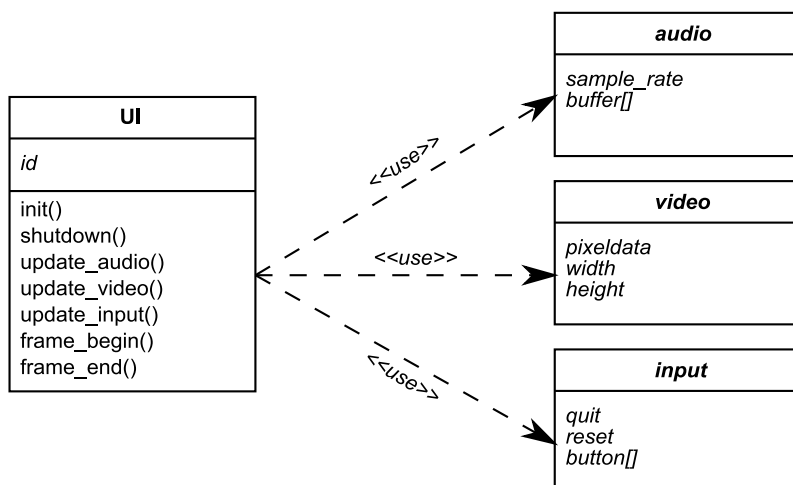 UI
id
init()
shutdown()
update_audio()
update_video()
update_input()
frame_begin()
frame_end()
<<use>>
<<use>>
<<use>>
audio
sample_rate
buffer[]
video
pixeldata
width
height
input
quit
reset
button[]